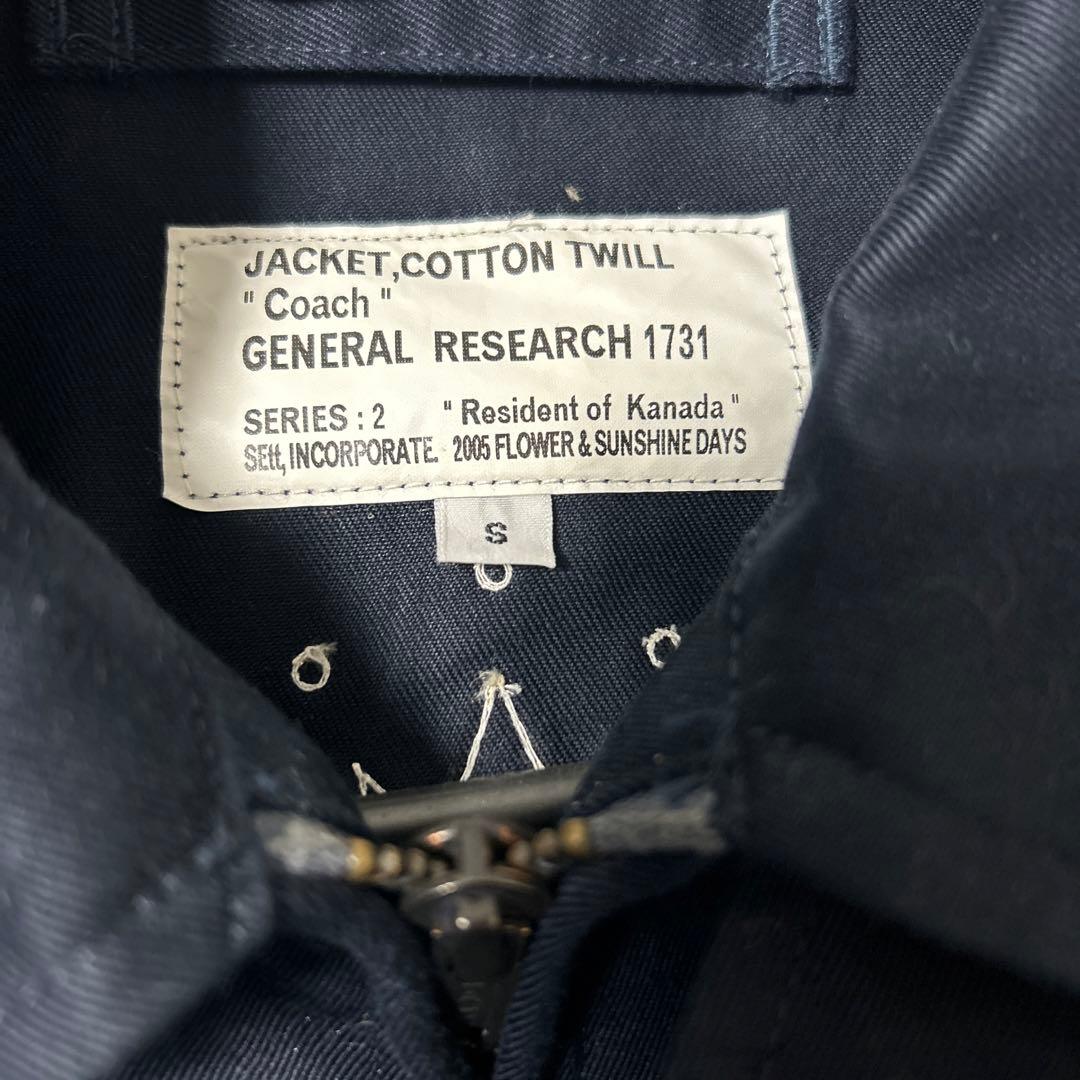 JACKET,COTTON TWILL
" Coach "
GENERAL RESEARCH 1731
SERIES : 2 " Resident of Kanada "
SEtt, INCORPORATE. 2005 FLOWER & SUNSHINE DAYS
S